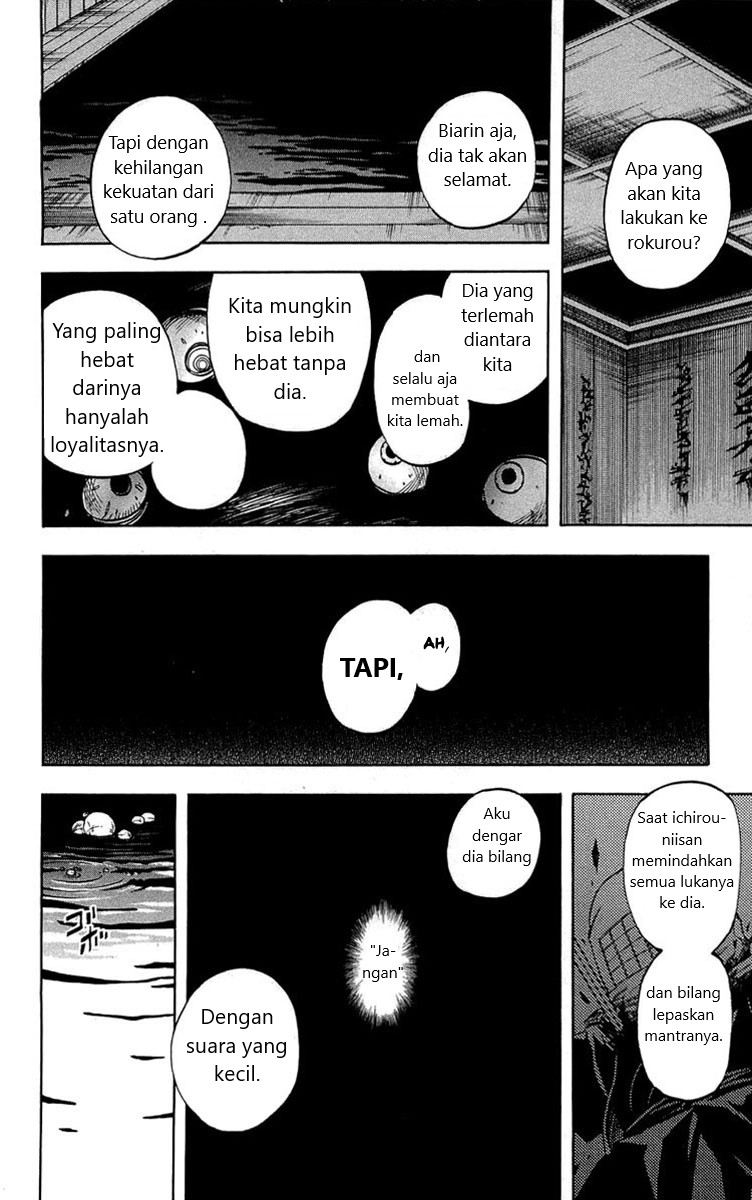 Apa yang
akan kita
lakukan ke
rokurou?
Biarin aja,
dia tak akan
selamat.
Tapi dengan
kehilangan
kekuatan dari
satu orang .
Dia yang
terlemah
diantara
kita
dan
selalu aja
membuat
kita lemah.
Kita mungkin
bisa lebih
hebat tanpa
dia.
Yang paling
hebat
darinya
hanyalah
loyalitasnya.
AH,
TAPI,
Saat ichirou-
niisan
memindahkan
semua lukanya
ke dia.
dan bilang
lepaskan
mantranya.
Aku
dengar
dia bilang
"Ja-
ngan"
Dengan
suara yang
kecil.
ゴボ